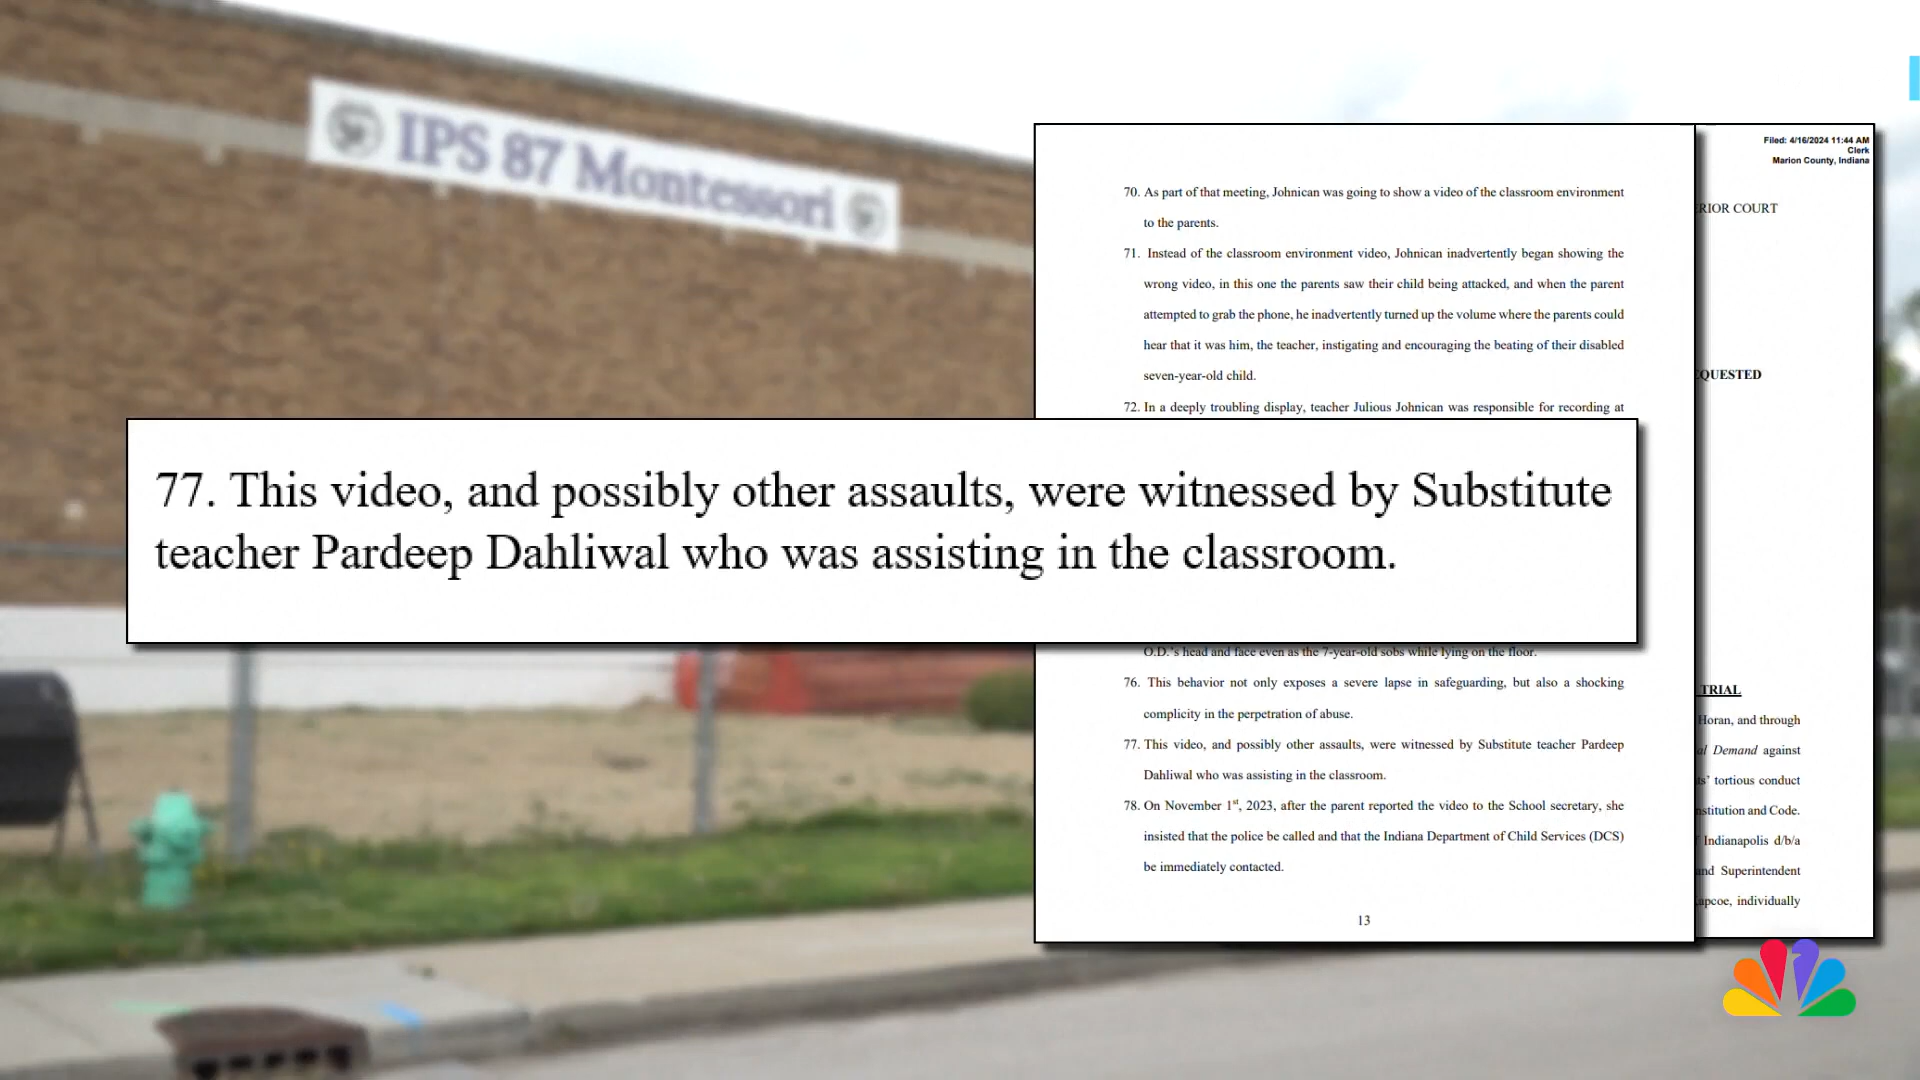 IPS 87 Montessori
Filed: 4/16/2024 11:44 AM
Clerk
Marion County, Indiana
COURT
70. As part of that meeting, Johnican was going to show a video of the classroom environment
to the parents.
71. Instead of the classroom environment video, Johnican inadvertently began showing the
wrong video, in this one the parents saw their child being attacked, and when the parent
attempted to grab the phone, he inadvertently turned up the volume where the parents could
hear that it was him, the teacher, instigating and encouraging the beating of their disabled
seven-year-old child.
72. In a deeply troubling display, teacher Julious Johnican was responsible for recording at
77. This video, and possibly other assaults, were witnessed by Substitute
teacher Pardeep Dahliwal who was assisting in the classroom.
O.D.'s head and face even as the 7-year-old sobs while lying on the floor.
76. This behavior not only exposes a severe lapse in safeguarding, but also a shocking
complicity in the perpetration of abuse.
77. This video, and possibly other assaults, were witnessed by Substitute teacher Pardeep
Dahliwal who was assisting in the classroom.
78. On November 1st, 2023, after the parent reported the video to the School secretary, she
insisted that the police be called and that the Indiana Department of Child Services (DCS)
be immediately contacted.
13
TRIAL
Horan, and through
Demand against
tortious conduct
and Code.
Indianapolis d/b/a
and Superintendent
individually